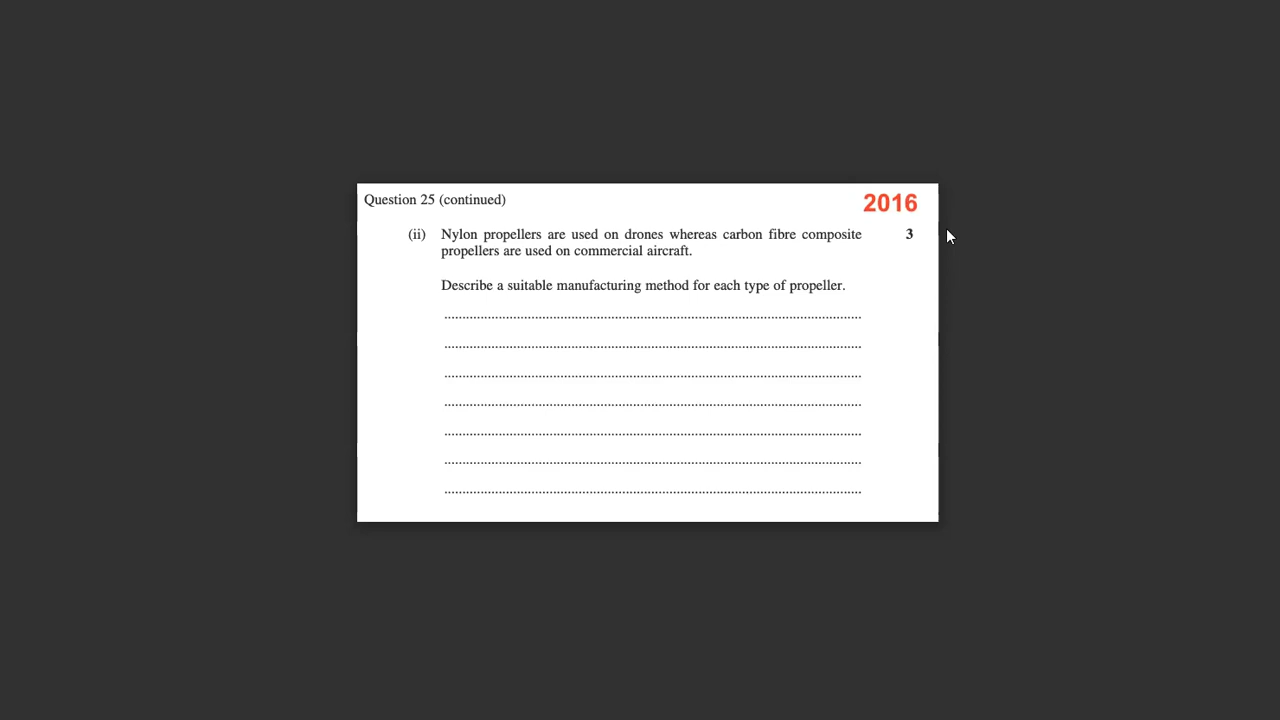 Question 25 (continued) 2016
(ii) Nylon propellers are used on drones whereas carbon fibre composite 3
propellers are used on commercial aircraft.
Describe a suitable manufacturing method for each type of propeller.